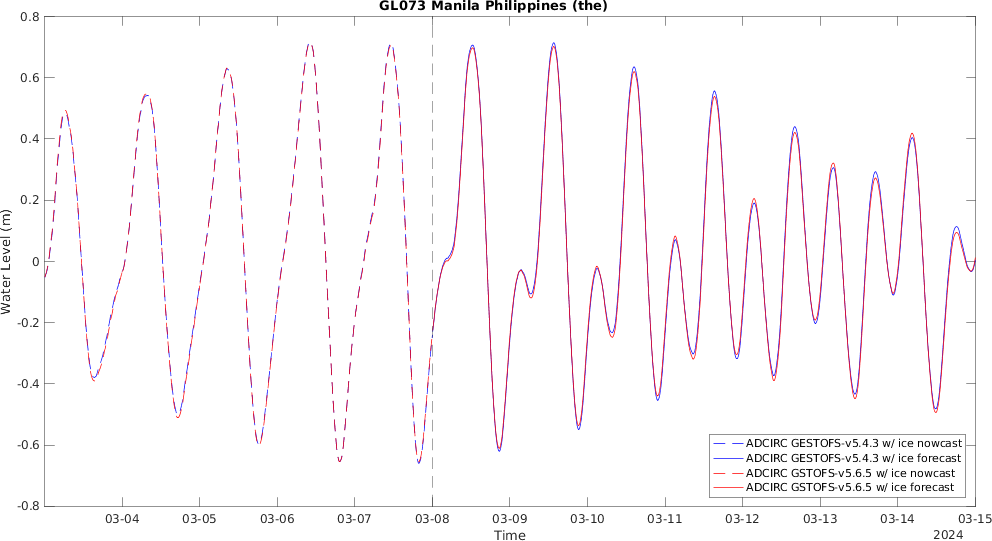 GL073 Manila Philippines (the)
Water Level (m)
0.8
0.6
0.4
0.2
0
-0.2
-0.4
-0.6
-0.8
ADCIRC GESTOFS-v5.4.3 w/ ice nowcast
ADCIRC GESTOFS-v5.4.3 w/ ice forecast
ADCIRC GSTOFS-v5.6.5 w/ ice nowcast
ADCIRC GSTOFS-v5.6.5 w/ ice forecast
03-04 03-05 03-06 03-07 03-08 03-09 03-10 03-11 03-12 03-13 03-14 03-15
Time
2024